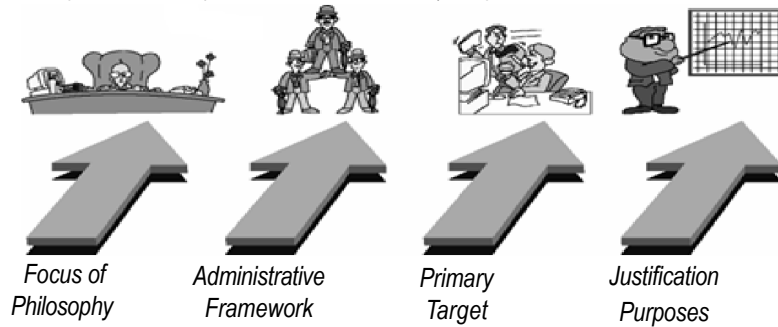 Focus of
Philosophy
Administrative
Framework
Primary
Target
Justification
Purposes